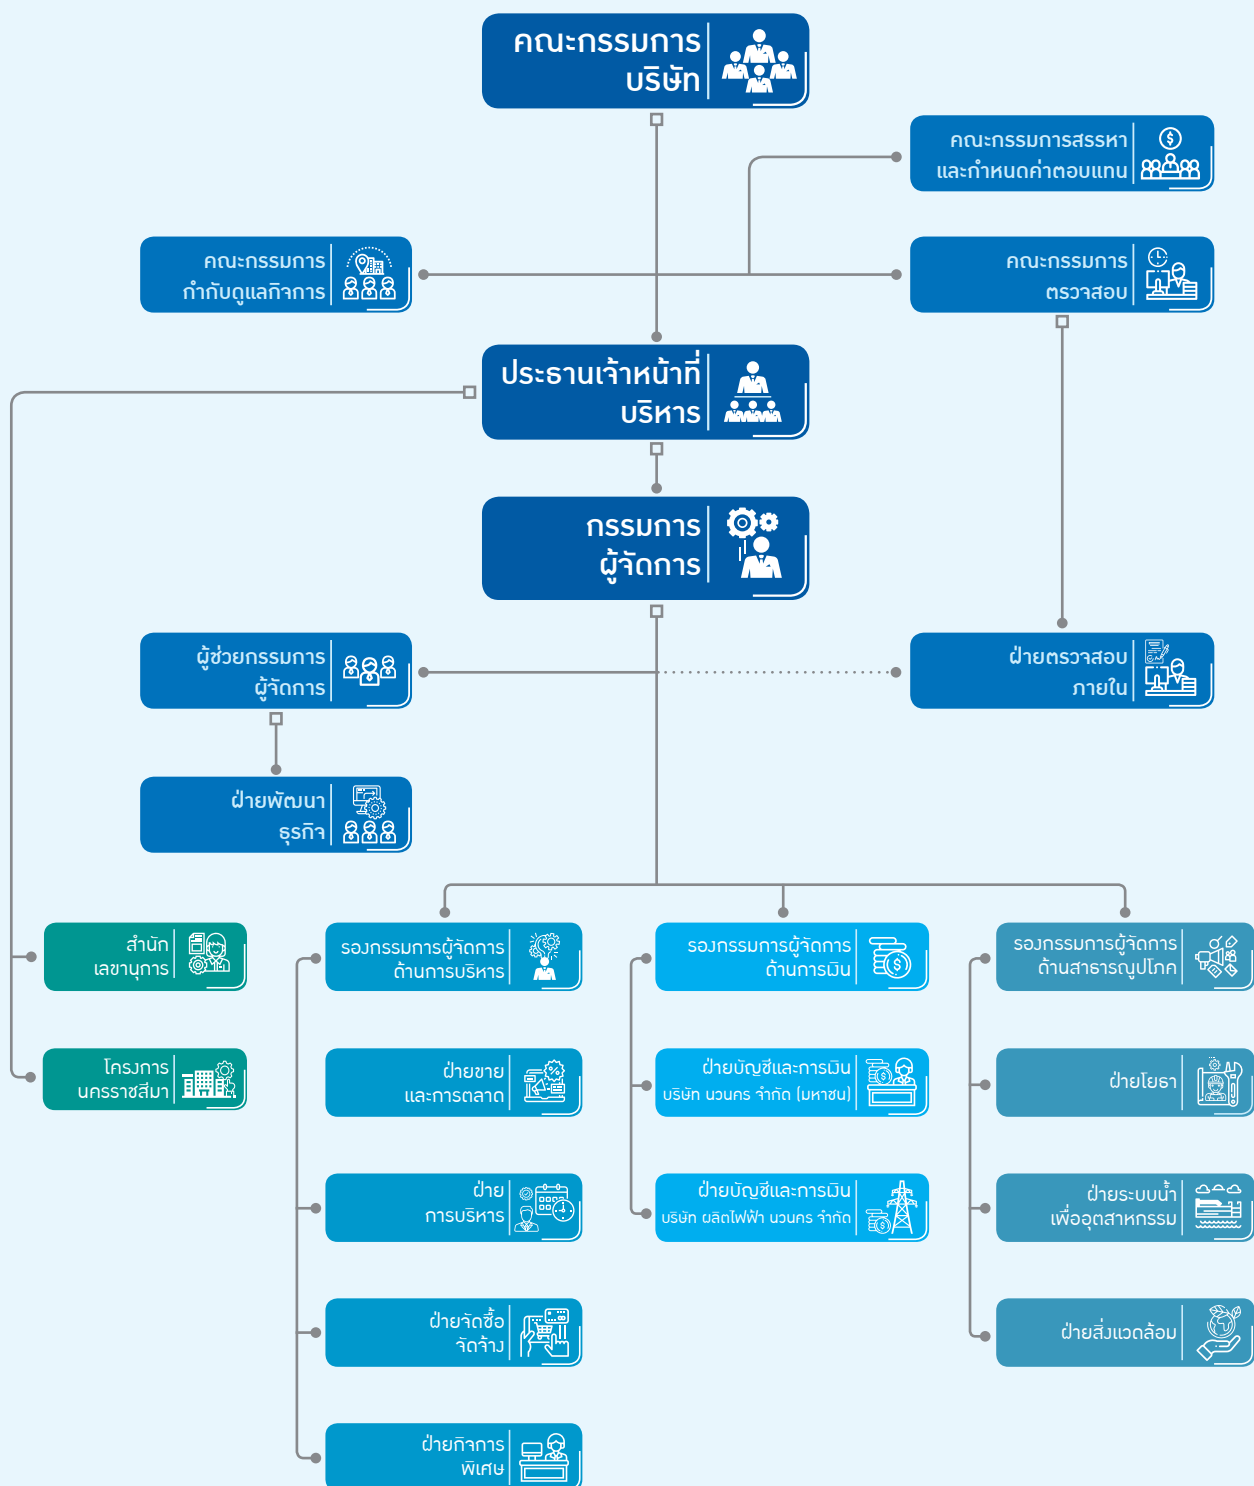 คณะกรรมการ
บริษัท
คณะกรรมการสรรหา
และกำหนดค่าตอบแทน
คณะกรรมการ
กำกับดูแลกิจการ
คณะกรรมการ
ตรวจสอบ
ประธานเจ้าหน้าที่
บริหาร
กรรมการ
ผู้จัดการ
ผู้ช่วยกรรมการ
ผู้จัดการ
ฝ่ายตรวจสอบ
ภายใน
ฝ่ายพัฒนา
ธุรกิจ
สำนัก
เลขานุการ
รองกรรมการผู้จัดการ
ด้านการบริหาร
รองกรรมการผู้จัดการ
ด้านการเงิน
รองกรรมการผู้จัดการ
ด้านสาธารณูปโภค
โครงการ
นครราชสีมา
ฝ่ายขาย
และการตลาด
ฝ่ายบัญชีและการเงิน
บริษัท นวนคร จำกัด (มหาชน)
ฝ่ายโยธา
ฝ่าย
การบริหาร
ฝ่ายบัญชีและการเงิน
บริษัท ผลิตไฟฟ้า นวนคร จำกัด
ฝ่ายระบบน้ำ
เพื่ออุตสาหกรรม
ฝ่ายจัดซื้อ
จัดจ้าง
ฝ่ายสิ่งแวดล้อม
ฝ่ายกิจการ
พิเศษ